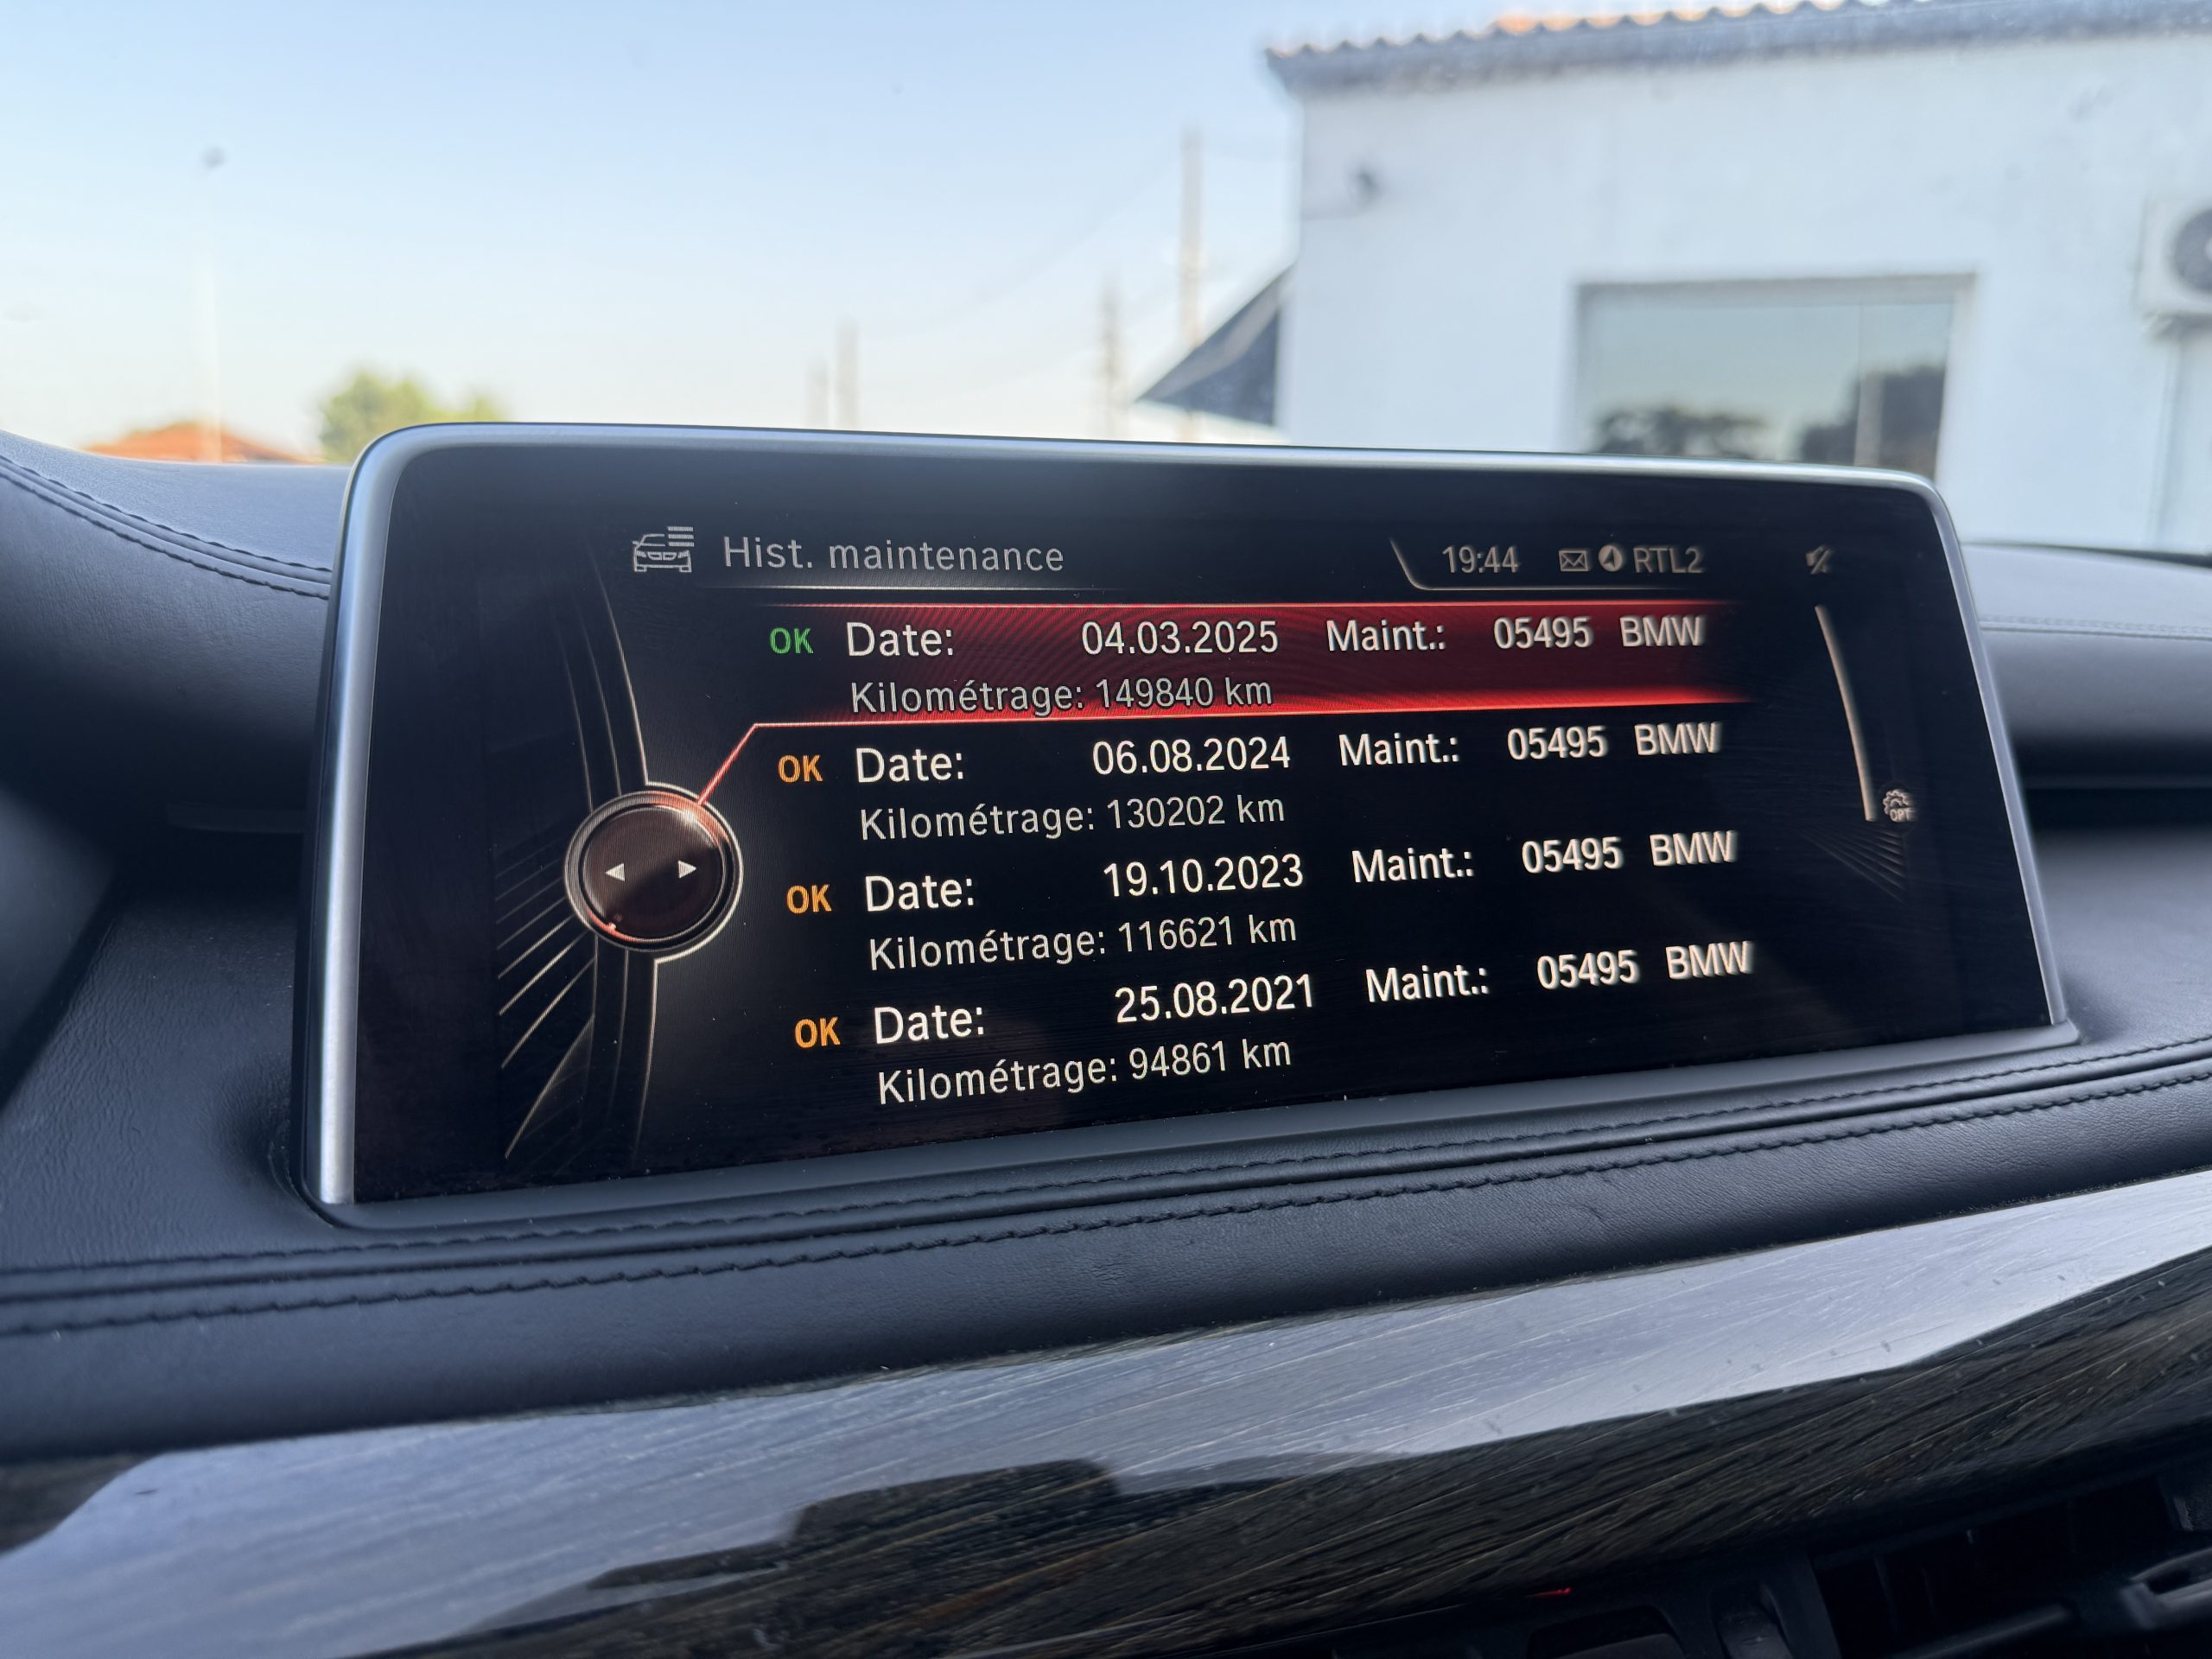 Hist. maintenance 19:44 RTL2
OK Date: 04.03.2025 Maint.: 05495 BMW
Kilométrage: 149840 km
OK Date: 06.08.2024 Maint.: 05495 BMW
Kilométrage: 130202 km
OK Date: 19.10.2023 Maint.: 05495 BMW
Kilométrage: 116621 km
OK Date: 25.08.2021 Maint.: 05495 BMW
Kilométrage: 94861 km
OPT